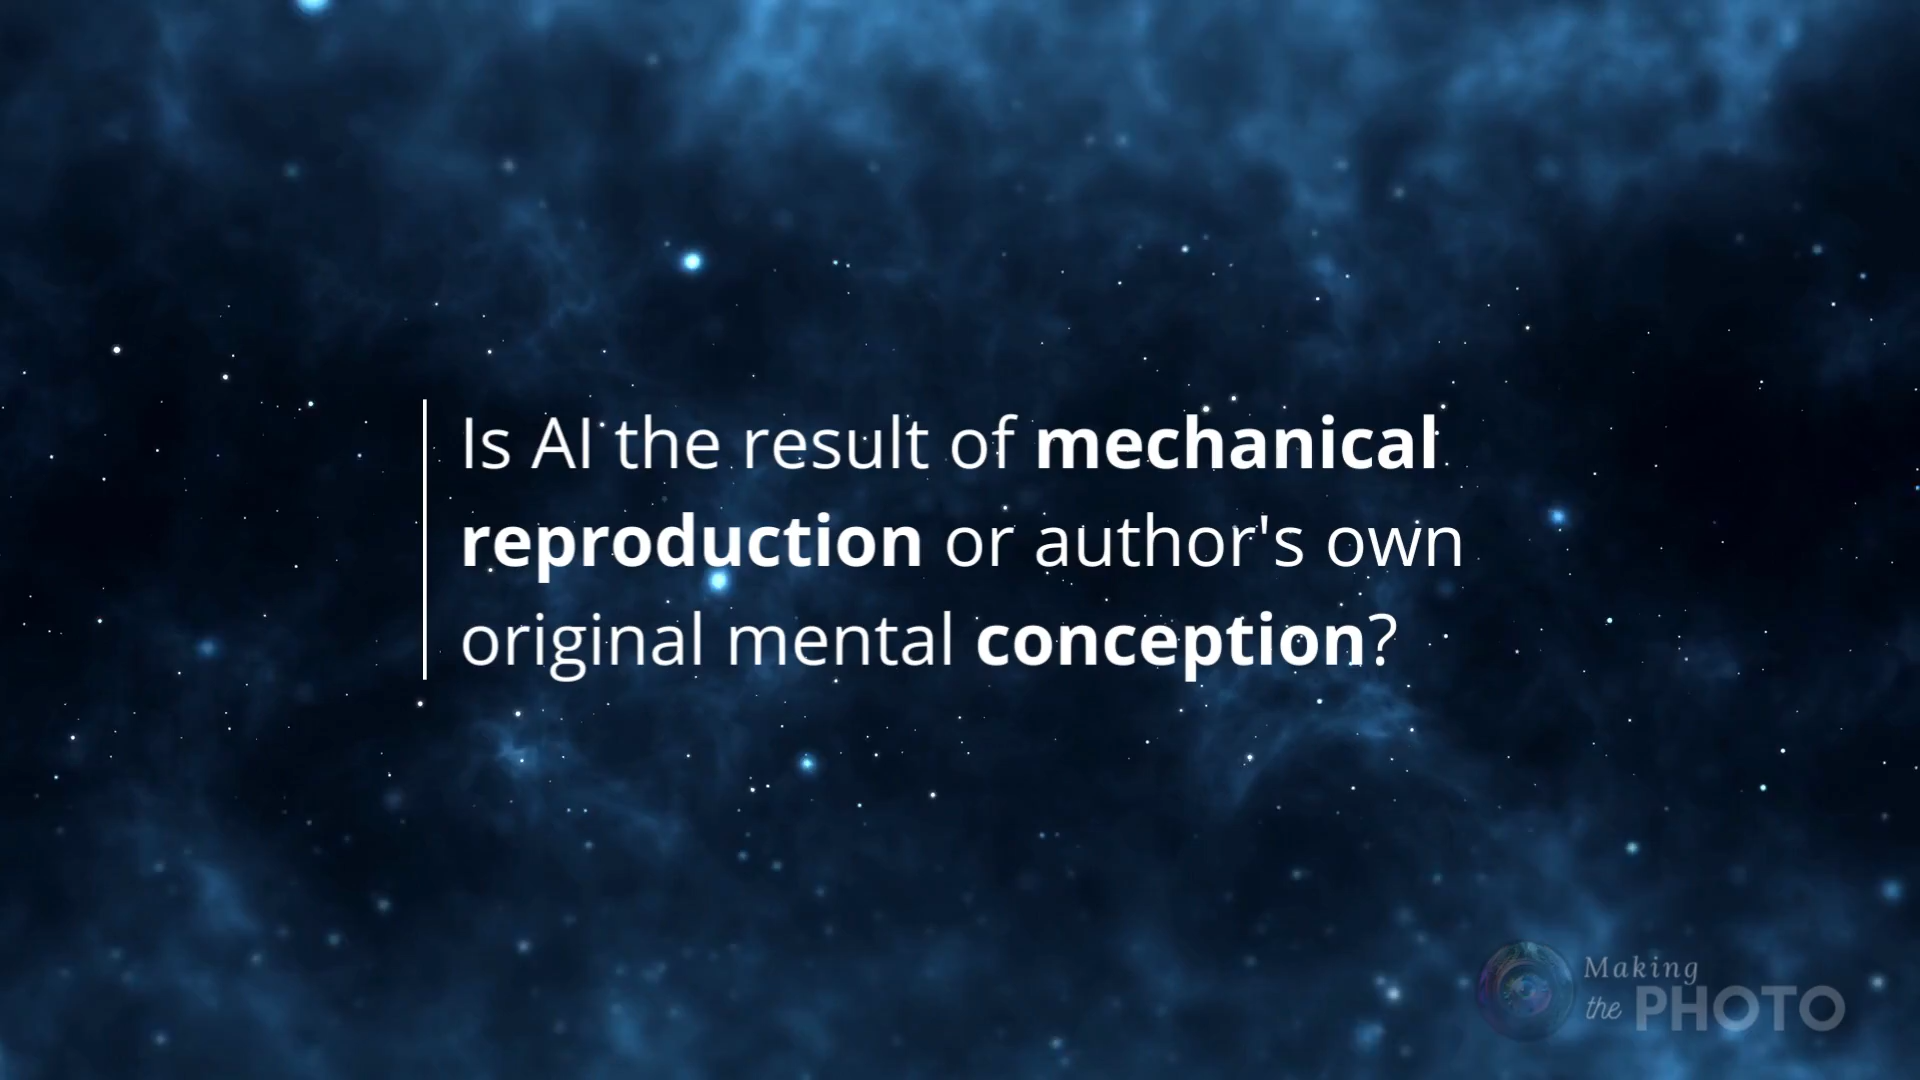 Is AI the result of mechanical
reproduction or author's own
original mental conception?
Making
the PHOTO